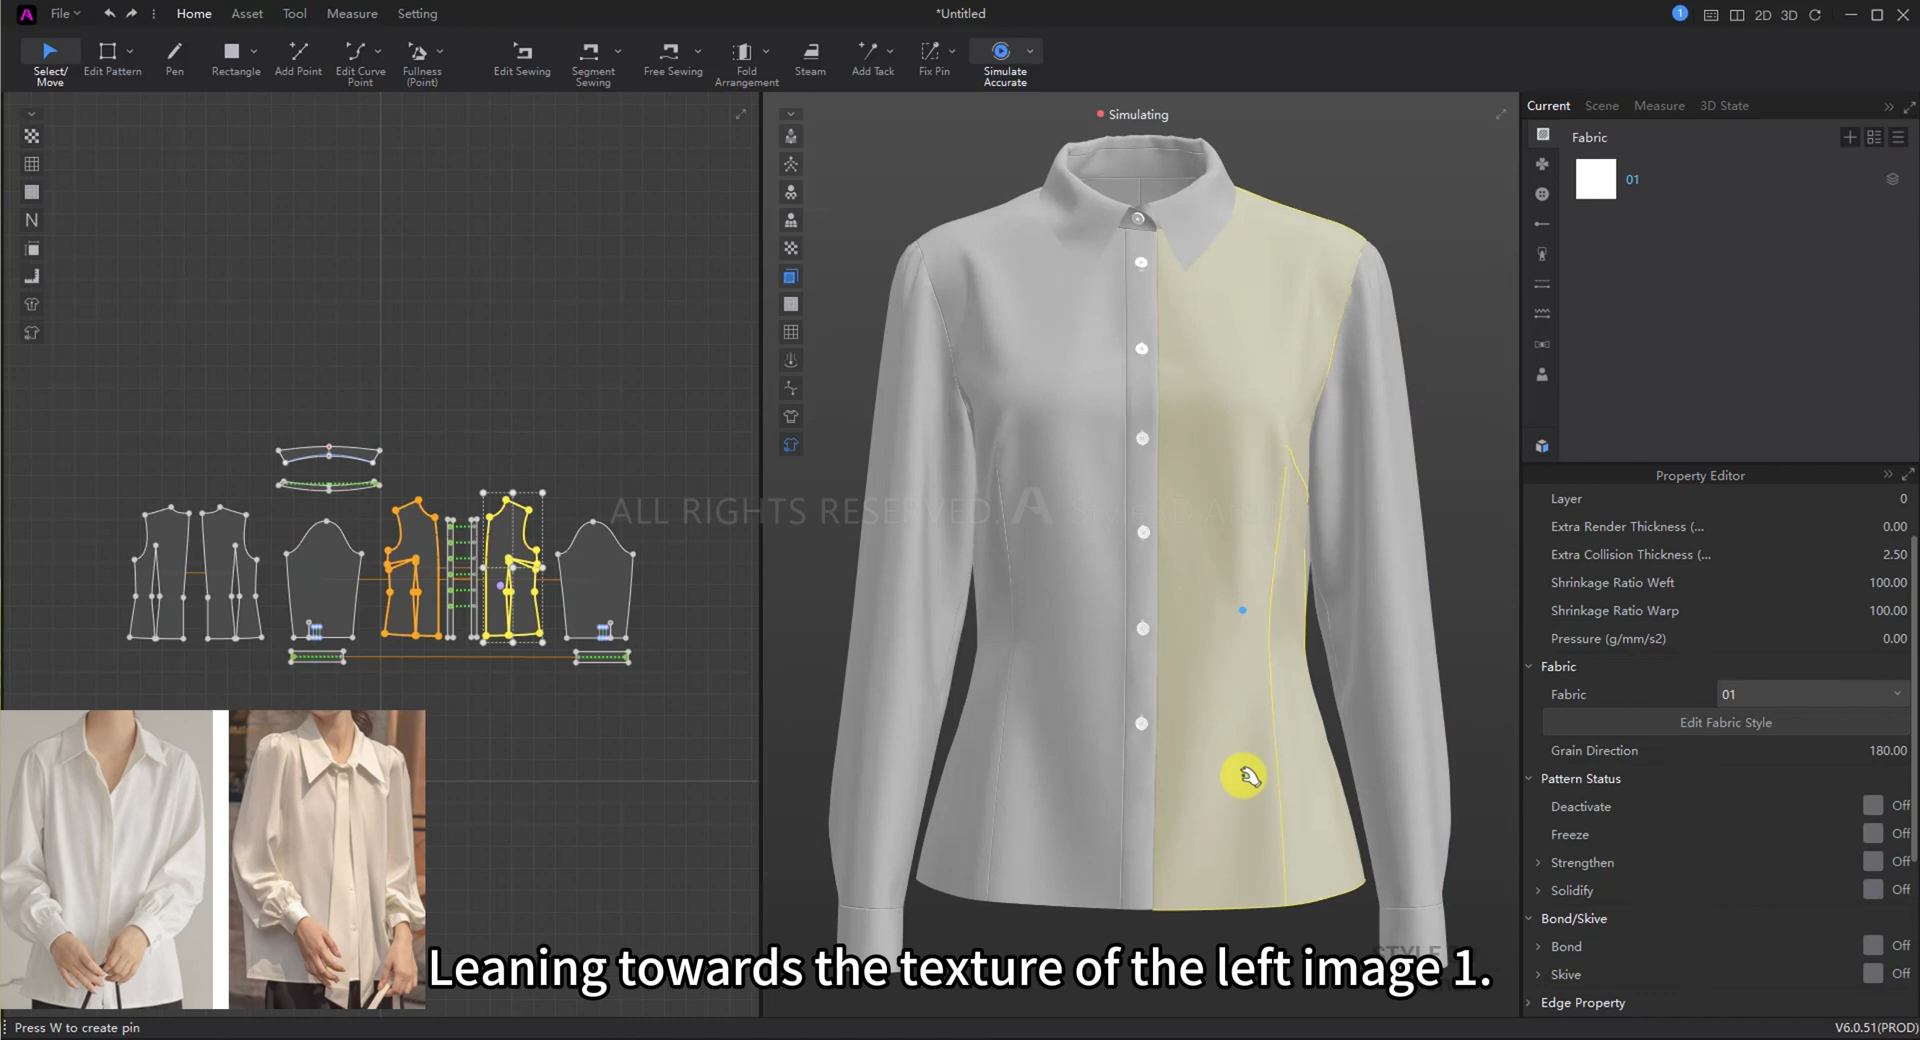 File
Home
Asset
Tool
Measure
Setting
*Untitled
1
2D
3D
Select/
Move
Edit Pattern
Pen
Rectangle
Add Point
Edit Curve
Point
Fullness
(Point)
Edit Sewing
Segment
Sewing
Free Sewing
Fold
Arrangement
Steam
Add Tack
Fix Pin
Simulate
Accurate
Simulating
Current
Scene
Measure
3D State
Fabric
01
ALL RIGHTS RESERVED.
Property Editor
Layer 0
Extra Render Thickness (... 0.00
Extra Collision Thickness (... 2.50
Shrinkage Ratio Weft 100.00
Shrinkage Ratio Warp 100.00
Pressure (g/mm/s2) 0.00
Fabric
Fabric 01
Edit Fabric Style
Grain Direction 180.00
Pattern Status
Deactivate Off
Freeze Off
Strengthen Off
Solidify Off
Bond/Skive
Bond Off
Skive Off
Edge Property
Leaning towards the texture of the left image 1.
Press W to create pin
V6.0.51(PROD)